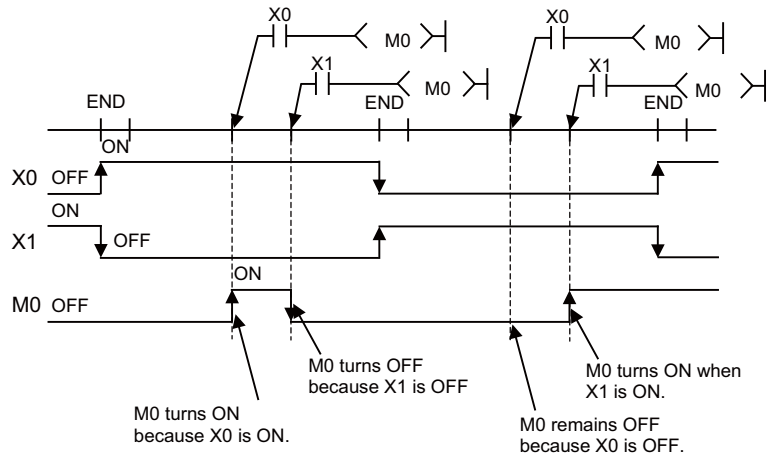 X0
M0
X0
M0
X1
M0
X1
M0
END
END
END
ON
X0 OFF
ON
X1
OFF
ON
M0 OFF
M0 turns OFF
because X1 is OFF
M0 turns ON when
X1 is ON.
M0 turns ON
because X0 is ON.
M0 remains OFF
because X0 is OFF.